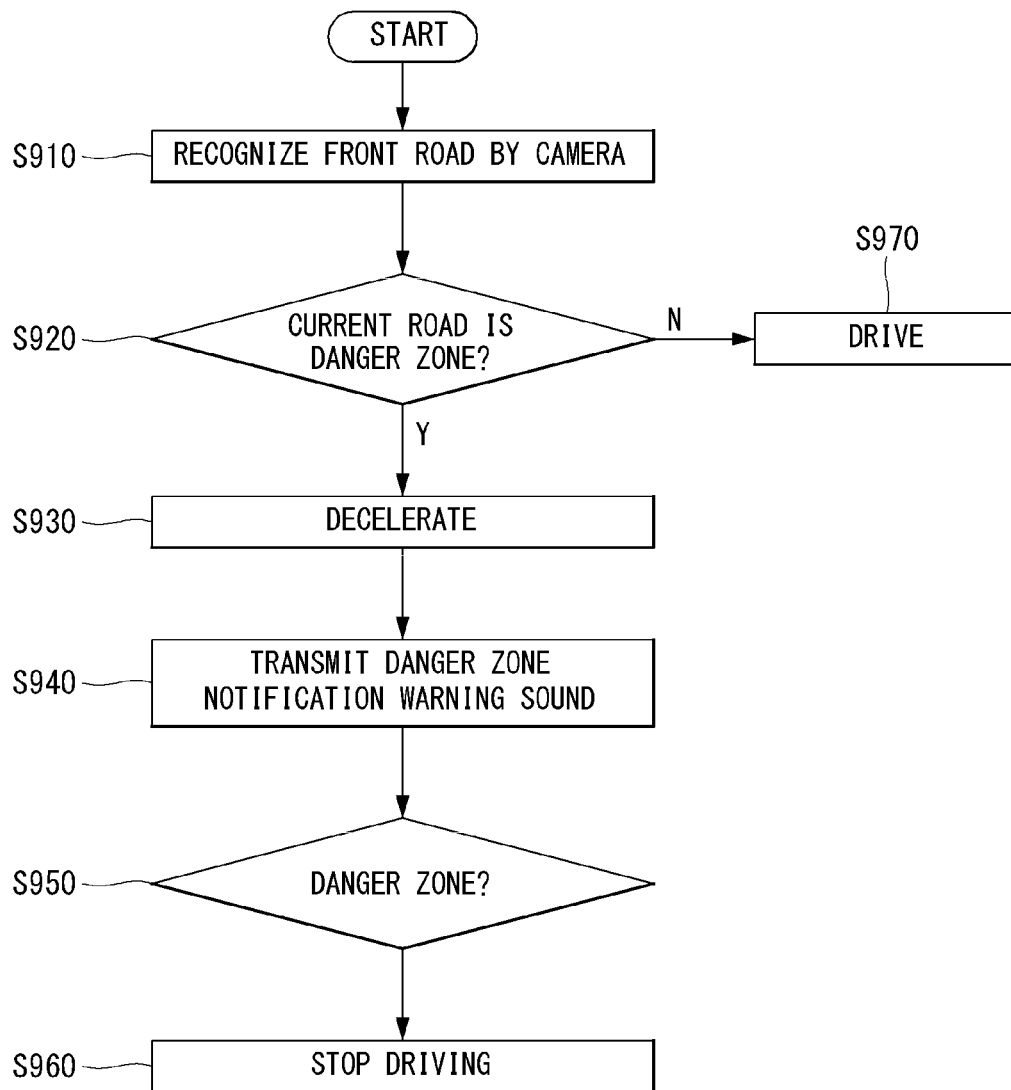 START
S910
RECOGNIZE FRONT ROAD BY CAMERA
S970
S920
CURRENT ROAD IS
DANGER ZONE?
N
DRIVE
Y
S930
DECELERATE
S940
TRANSMIT DANGER ZONE
NOTIFICATION WARNING SOUND
S950
DANGER ZONE?
S960
STOP DRIVING